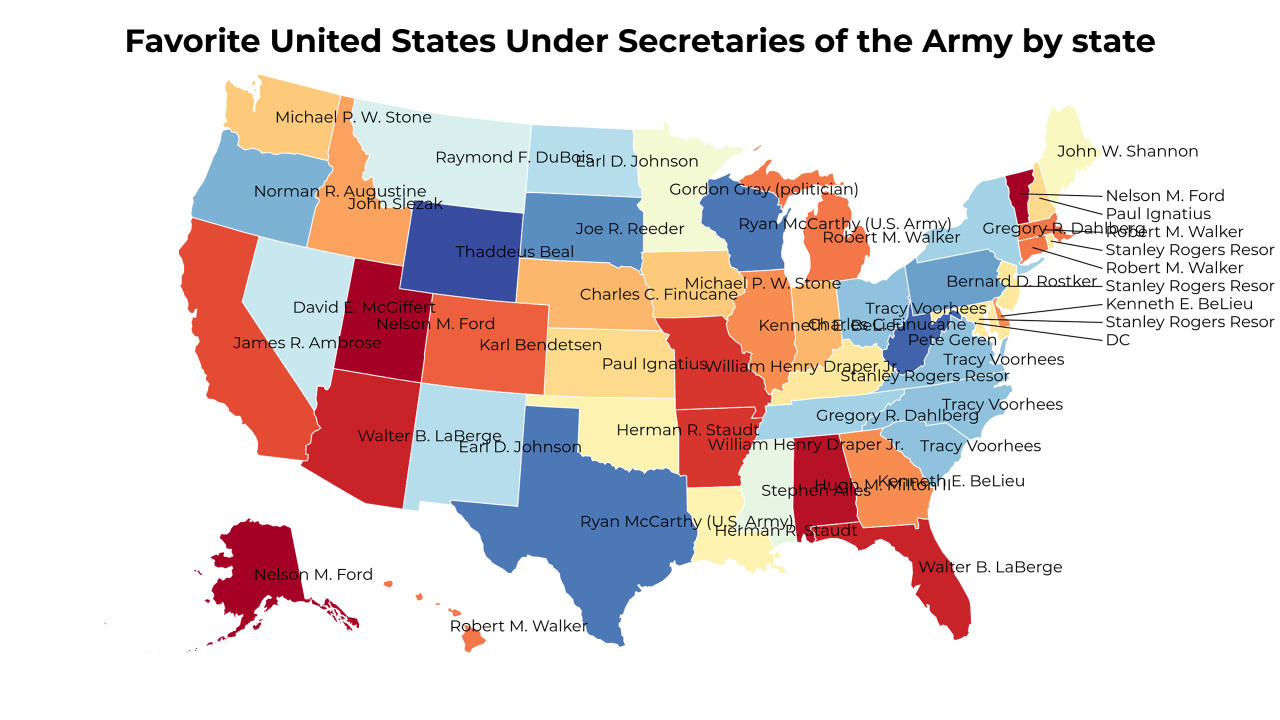 Favorite United States Under Secretaries of the Army by state
Michael P. W. Stone
Raymond F. DuBois
Earl D. Johnson
John W. Shannon
Norman R. Augustine
John Slezak
Gordon Gray (politician)
Nelson M. Ford
Paul Ignatius
Joe R. Reeder
Ryan McCarthy (U.S. Army)
Robert M. Walker
Gregory R. Dahlberg
Robert M. Walker
Stanley Rogers Resor
Thaddeus Beal
Robert M. Walker
Michael P. W. Stone
Bernard D. Rostker
Stanley Rogers Resor
Charles C. Finucane
Kenneth E. BeLieu
David E. McGiffert
Tracy Voorhees
Nelson M. Ford
Kenneth E. BeLieu
Charles C. Finucane
Stanley Rogers Resor
James R. Ambrose
Karl Bendetsen
Pete Geren
DC
Paul Ignatius
William Henry Draper Jr.
Tracy Voorhees
Stanley Rogers Resor
Tracy Voorhees
Gregory R. Dahlberg
Walter B. LaBerge
Earl D. Johnson
Herman R. Staudt
William Henry Draper Jr.
Tracy Voorhees
Stephen Ailes
Hugh M. Milton II
Kenneth E. BeLieu
Ryan McCarthy (U.S. Army)
Herman R. Staudt
Walter B. LaBerge
Nelson M. Ford
Robert M. Walker